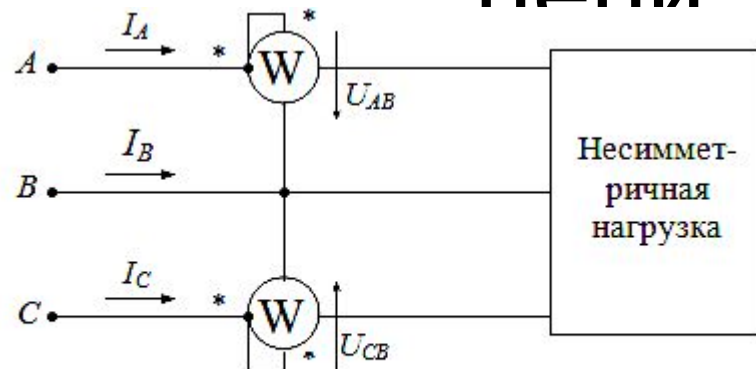 I_A
* *
A W
U_AB
I_B
B
Несиммет-
ричная
нагрузка
I_C
* 
C W
U_CB
*